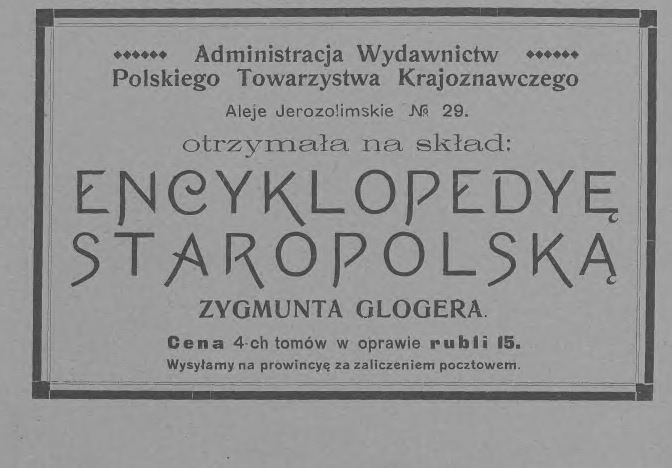 Administracja Wydawnictw
Polskiego Towarzystwa Krajoznawczego
Aleje Jerozolimskie № 29.
otrzymała na skład:
ENCYKLOPEDYĘ
STAROPOLSKĄ
ZYGMUNTA GLOGERA.
Cena 4-ch tomów w oprawie rubli 15.
Wysyłamy na prowincyę za zaliczeniem pocztowem.